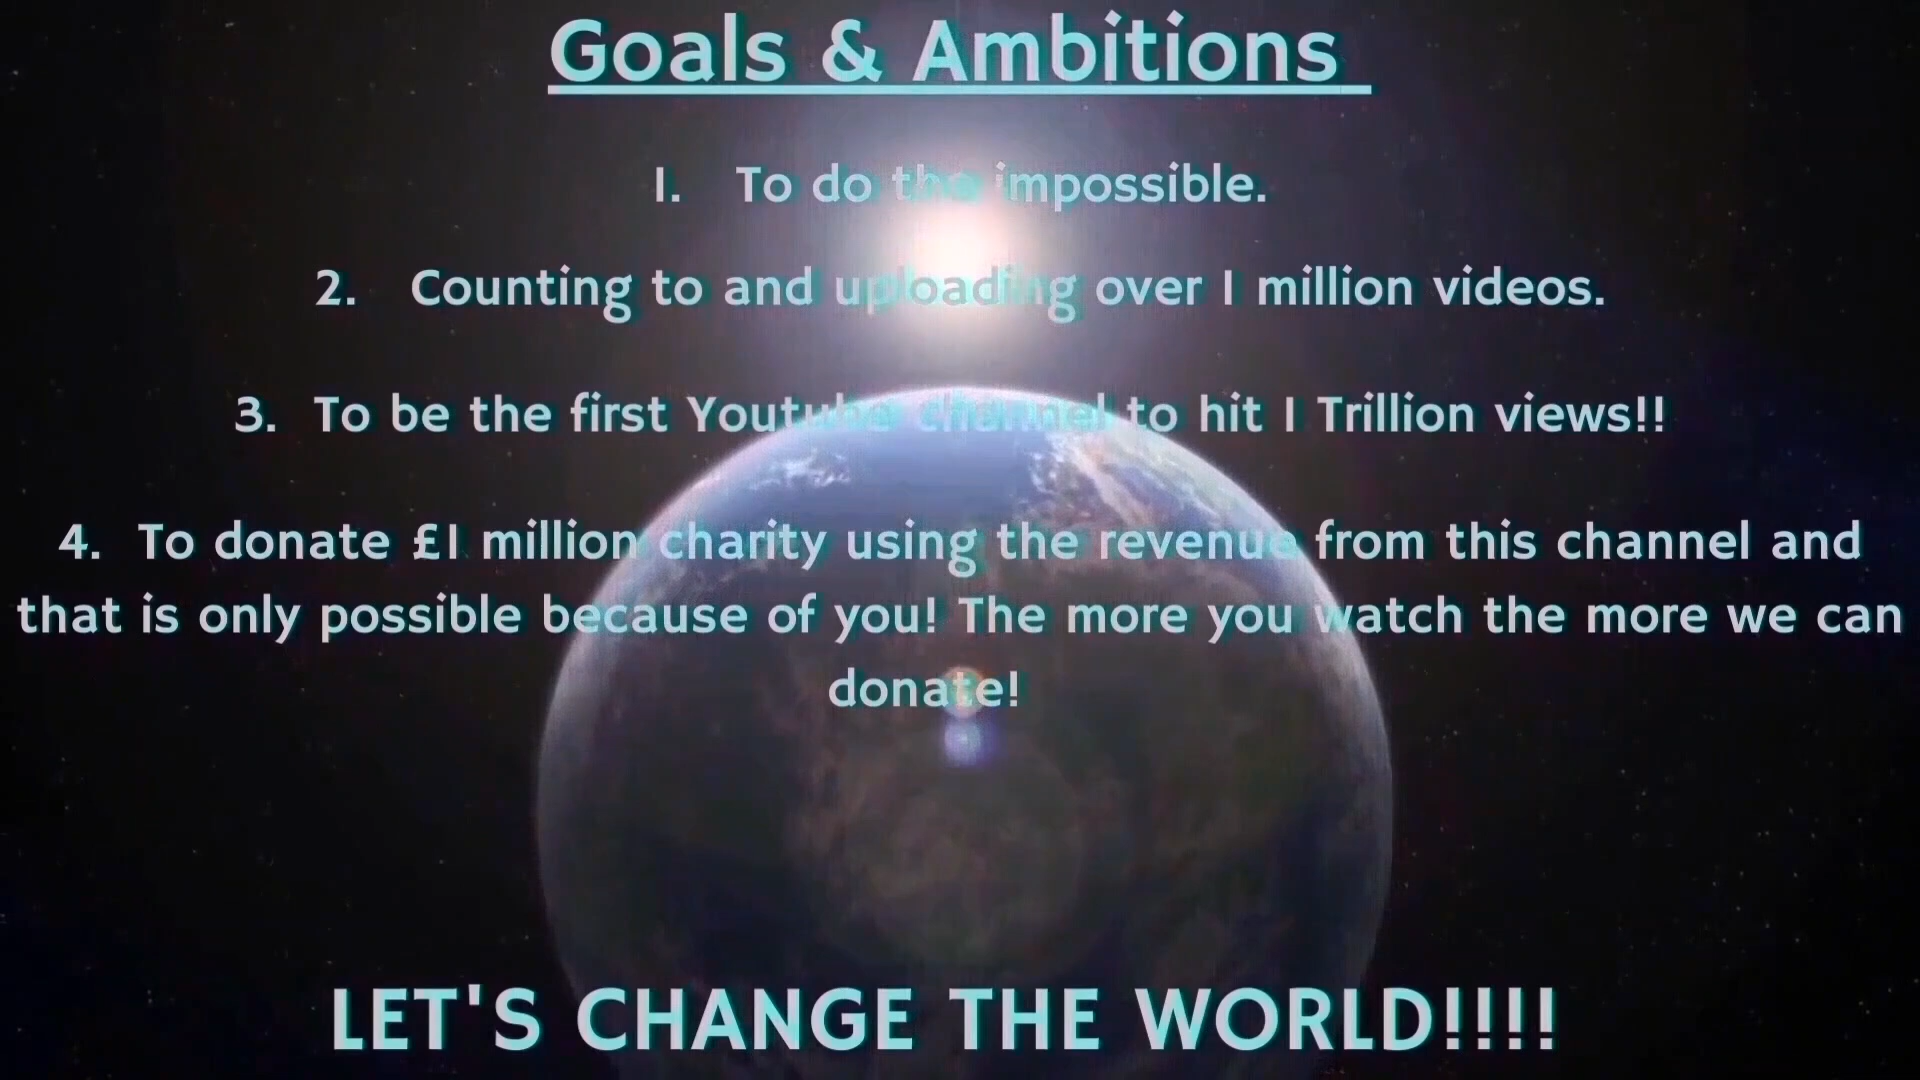 Goals & Ambitions
1. To do the impossible.
2. Counting to and uploading over 1 million videos.
3. To be the first Youtube channel to hit 1 Trillion views!!
4. To donate £1 million charity using the revenue from this channel and
that is only possible because of you! The more you watch the more we can
donate!
LET'S CHANGE THE WORLD!!!!